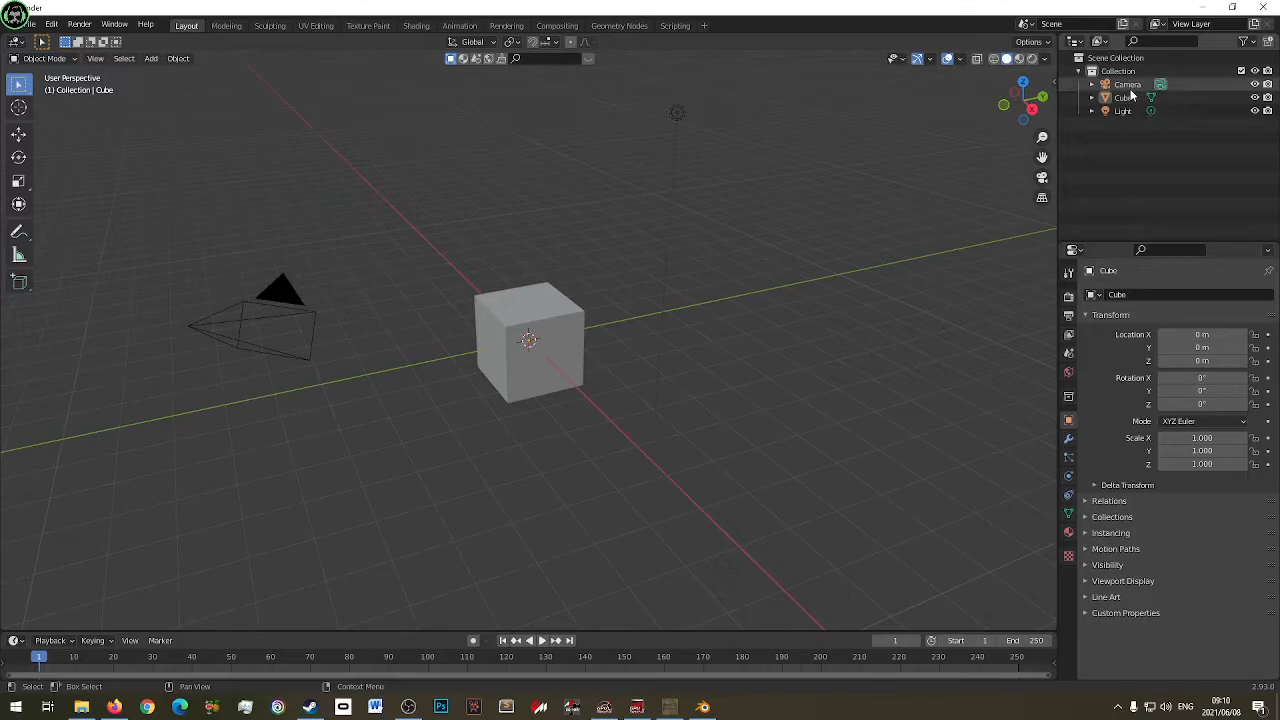 nder
Edit Render Window Help Layout Modeling Sculpting UV Editing Texture Paint Shading Animation Rendering Compositing Geometry Nodes Scripting + Scene View Layer
Global Options
Object Mode View Select Add Object
User Perspective
(1) Collection | Cube
Scene Collection
Collection
Camera
Cube
Light
Cube
Cube
Transform
Location X 0 m
Y 0 m
Z 0 m
Rotation X 0°
Y 0°
Z 0°
Mode XYZ Euler
Scale X 1.000
Y 1.000
Z 1.000
Delta Transform
Relations
Collections
Instancing
Motion Paths
Visibility
Viewport Display
Line Art
Custom Properties
Playback Keying View Marker 1 Start 1 End 250
1 10 20 30 40 50 60 70 80 90 100 110 120 130 140 150 160 170 180 190 200 210 220 230 240 250
Select Box Select Pan View Context Menu 2.93.0
09:10
2021/06/08